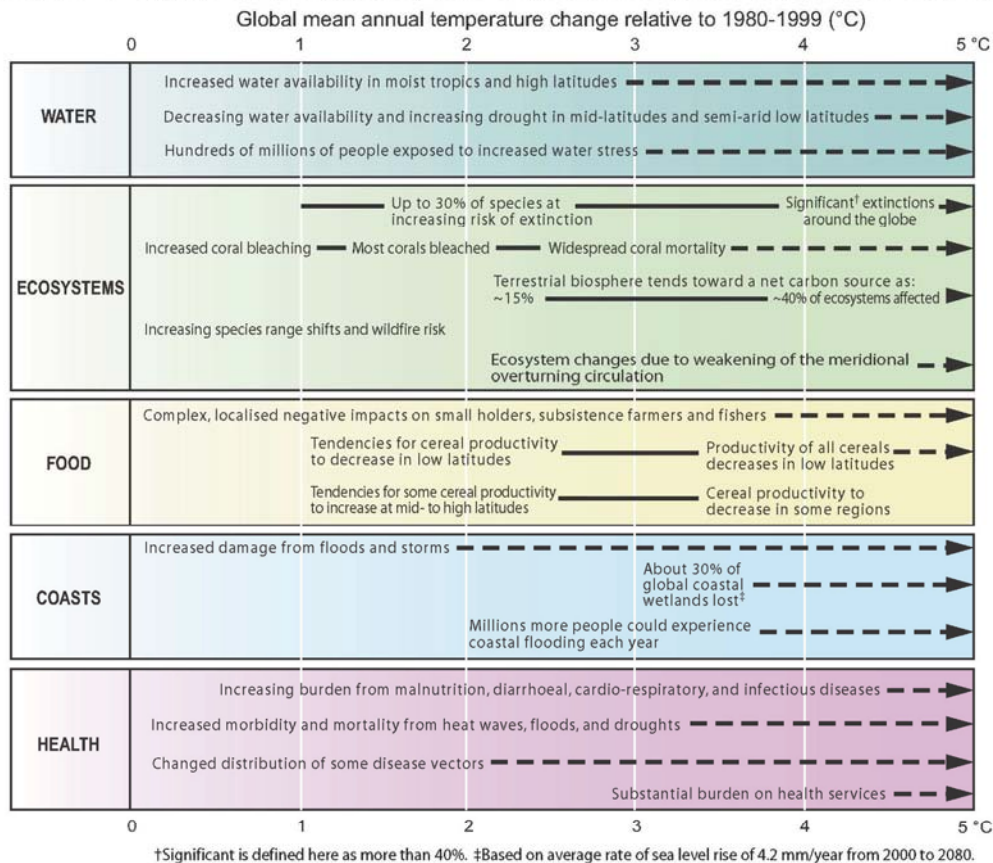 Global mean annual temperature change relative to 1980-1999 (°C)
0 1 2 3 4 5 °C
WATER
Increased water availability in moist tropics and high latitudes
Decreasing water availability and increasing drought in mid-latitudes and semi-arid low latitudes
Hundreds of millions of people exposed to increased water stress
ECOSYSTEMS
Up to 30% of species at
increasing risk of extinction
Significant† extinctions
around the globe
Increased coral bleaching Most corals bleached Widespread coral mortality
Terrestrial biosphere tends toward a net carbon source as:
~15% ~40% of ecosystems affected
Increasing species range shifts and wildfire risk
Ecosystem changes due to weakening of the meridional
overturning circulation
FOOD
Complex, localised negative impacts on small holders, subsistence farmers and fishers
Tendencies for cereal productivity
to decrease in low latitudes
Productivity of all cereals
decreases in low latitudes
Tendencies for some cereal productivity
to increase at mid- to high latitudes
Cereal productivity to
decrease in some regions
COASTS
Increased damage from floods and storms
About 30% of
global coastal
wetlands lost‡
Millions more people could experience
coastal flooding each year
HEALTH
Increasing burden from malnutrition, diarrhoeal, cardio-respiratory, and infectious diseases
Increased morbidity and mortality from heat waves, floods, and droughts
Changed distribution of some disease vectors
Substantial burden on health services
0 1 2 3 4 5 °C
†Significant is defined here as more than 40%. ‡Based on average rate of sea level rise of 4.2 mm/year from 2000 to 2080.